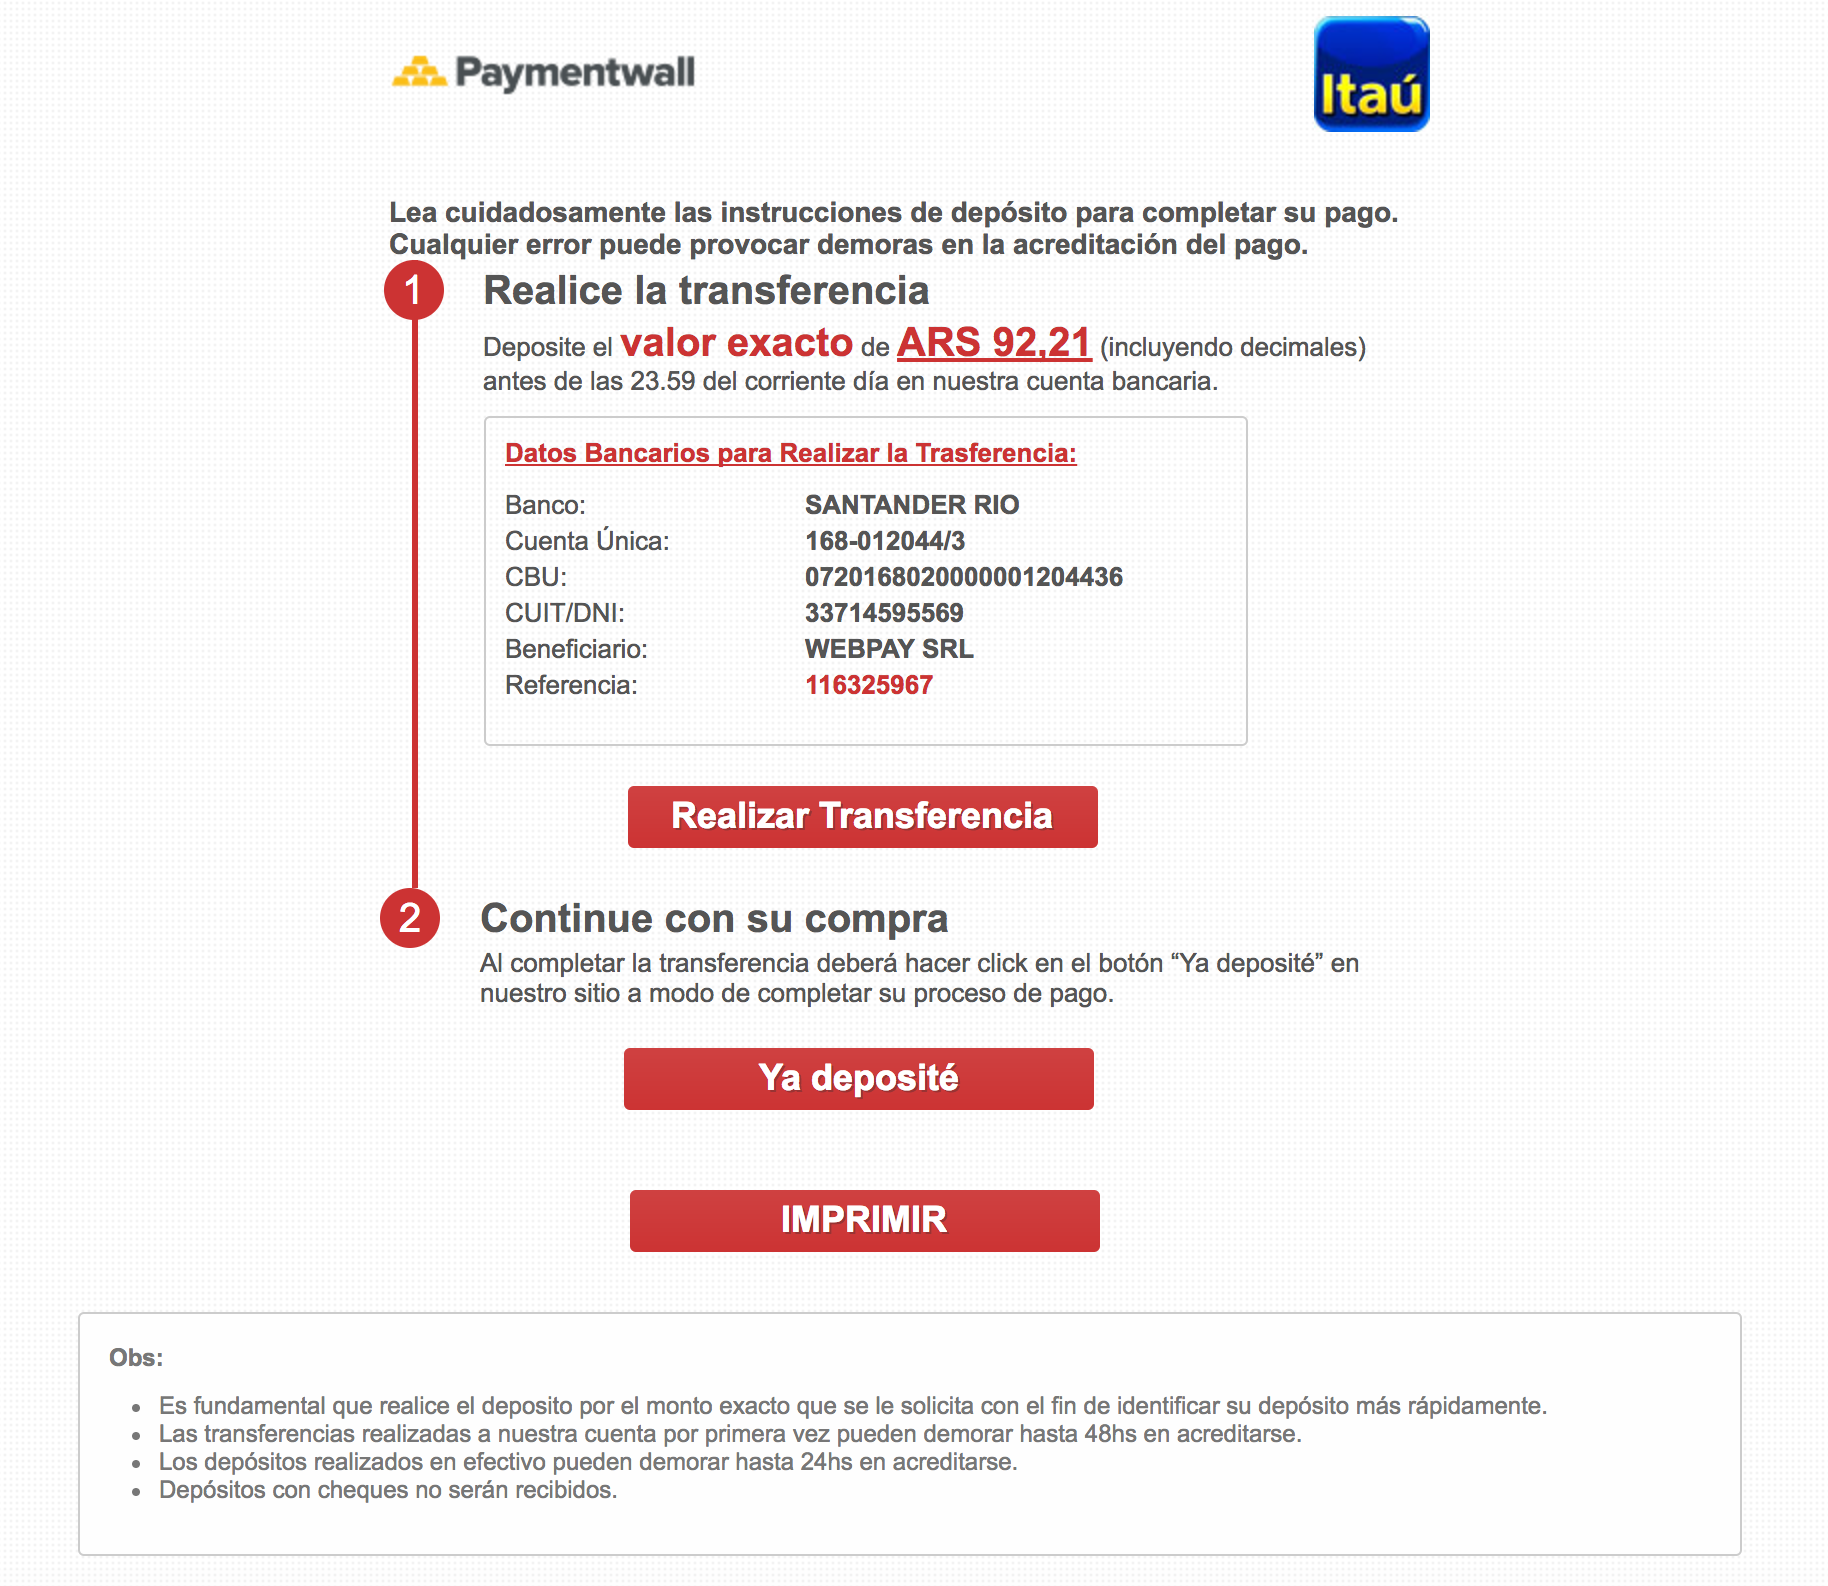 Paymentwall
Itaú
Lea cuidadosamente las instrucciones de depósito para completar su pago.
Cualquier error puede provocar demoras en la acreditación del pago.
1 Realice la transferencia
Deposite el valor exacto de ARS 92,21 (incluyendo decimales)
antes de las 23.59 del corriente día en nuestra cuenta bancaria.
Datos Bancarios para Realizar la Trasferencia:
Banco: SANTANDER RIO
Cuenta Única: 168-012044/3
CBU: 0720168020000001204436
CUIT/DNI: 33714595569
Beneficiario: WEBPAY SRL
Referencia: 116325967
Realizar Transferencia
2 Continue con su compra
Al completar la transferencia deberá hacer click en el botón “Ya deposité” en
nuestro sitio a modo de completar su proceso de pago.
Ya deposité
IMPRIMIR
Obs:
• Es fundamental que realice el deposito por el monto exacto que se le solicita con el fin de identificar su depósito más rápidamente.
• Las transferencias realizadas a nuestra cuenta por primera vez pueden demorar hasta 48hs en acreditarse.
• Los depósitos realizados en efectivo pueden demorar hasta 24hs en acreditarse.
• Depósitos con cheques no serán recibidos.